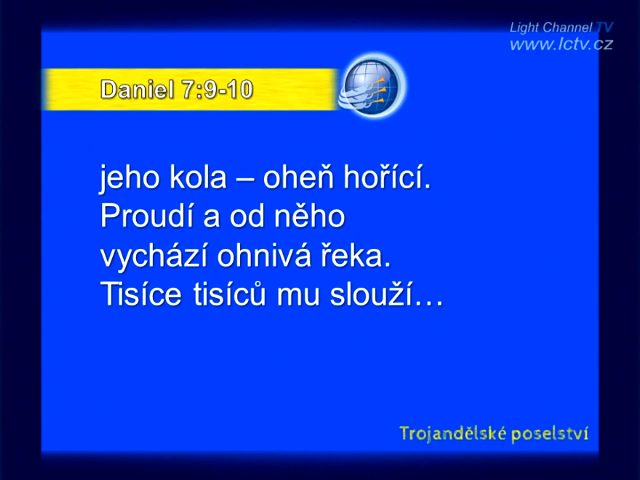 Light Channel TV
www.lctv.cz
Daniel 7:9-10
jeho kola – oheň hořící.
Proudí a od něho
vychází ohnivá řeka.
Tisíce tisíců mu slouží…
Trojandělské poselství